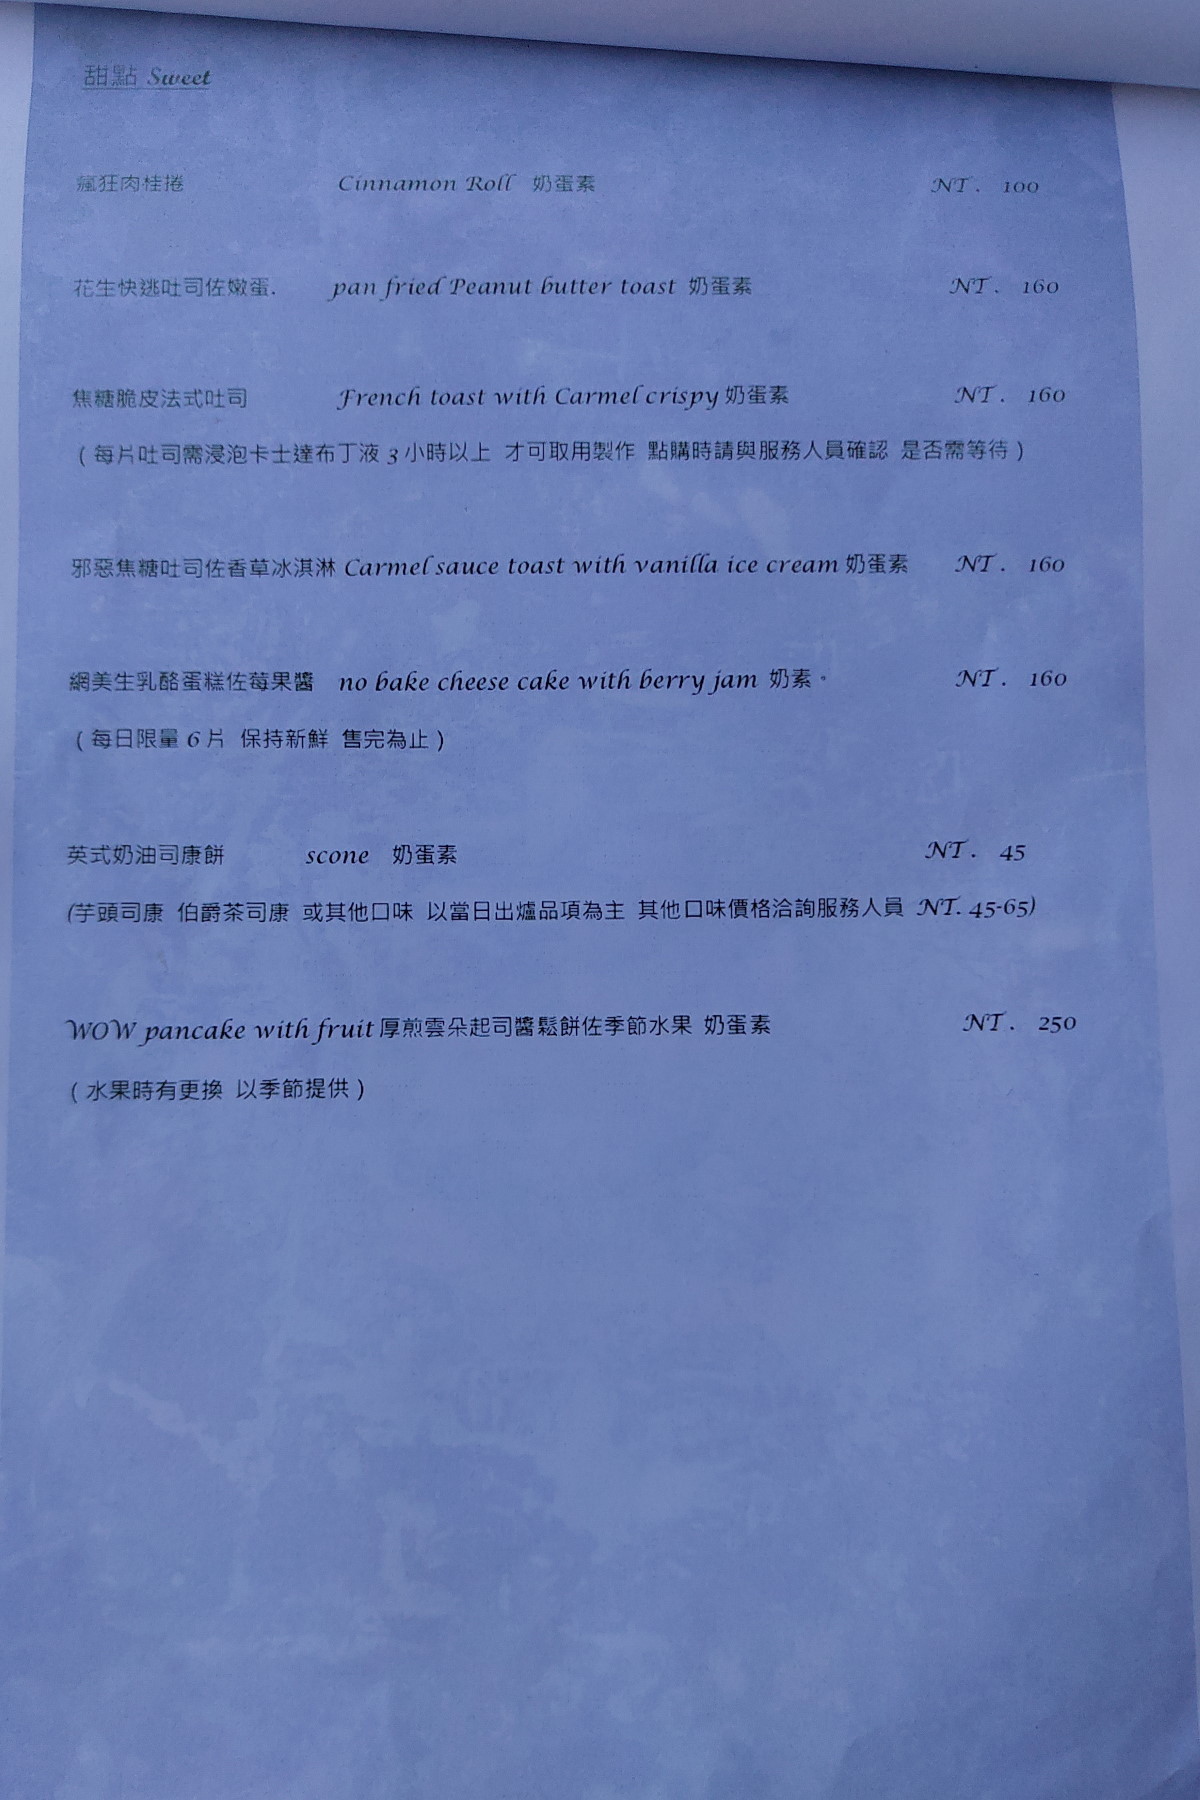 甜點 Sweet
瘋狂肉桂捲 Cinnamon Roll 奶蛋素 NT. 100
花生快逃吐司佐嫩蛋. pan fried Peanut butter toast 奶蛋素 NT. 160
焦糖脆皮法式吐司 French toast with Carmel crispy 奶蛋素 NT. 160
(每片吐司需浸泡卡士達布丁液 3 小時以上 才可取用製作 點購時請與服務人員確認 是否需等待)
邪惡焦糖吐司佐香草冰淇淋 Carmel sauce toast with vanilla ice cream 奶蛋素 NT. 160
網美生乳酪蛋糕佐莓果醬 no bake cheese cake with berry jam 奶素。 NT. 160
(每日限量 6 片 保持新鮮 售完為止)
英式奶油司康餅 scone 奶蛋素 NT. 45
(芋頭司康 伯爵茶司康 或其他口味 以當日出爐品項為主 其他口味價格洽詢服務人員 NT. 45-65)
WOW pancake with fruit 厚煎雲朵起司醬鬆餅佐季節水果 奶蛋素 NT. 250
(水果時有更換 以季節提供)